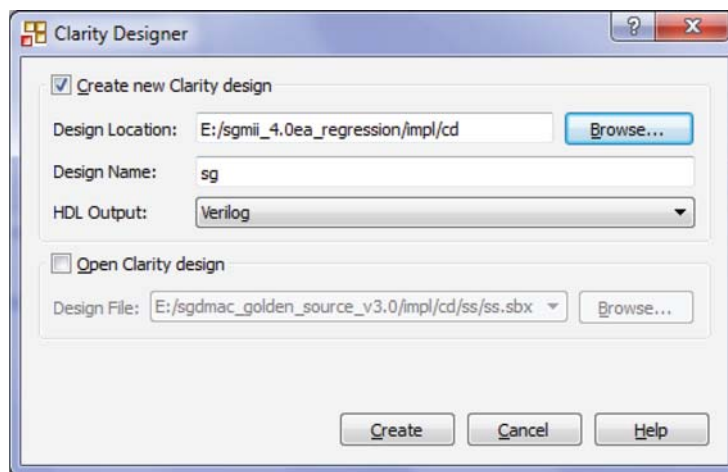 Clarity Designer
Create new Clarity design
Design Location: E:/sgmii_4.0ea_regression/impl/cd Browse...
Design Name: sg
HDL Output: Verilog
Open Clarity design
Design File: E:/sgdmac_golden_source_v3.0/impl/cd/ss/ss.sbx Browse...
Create Cancel Help